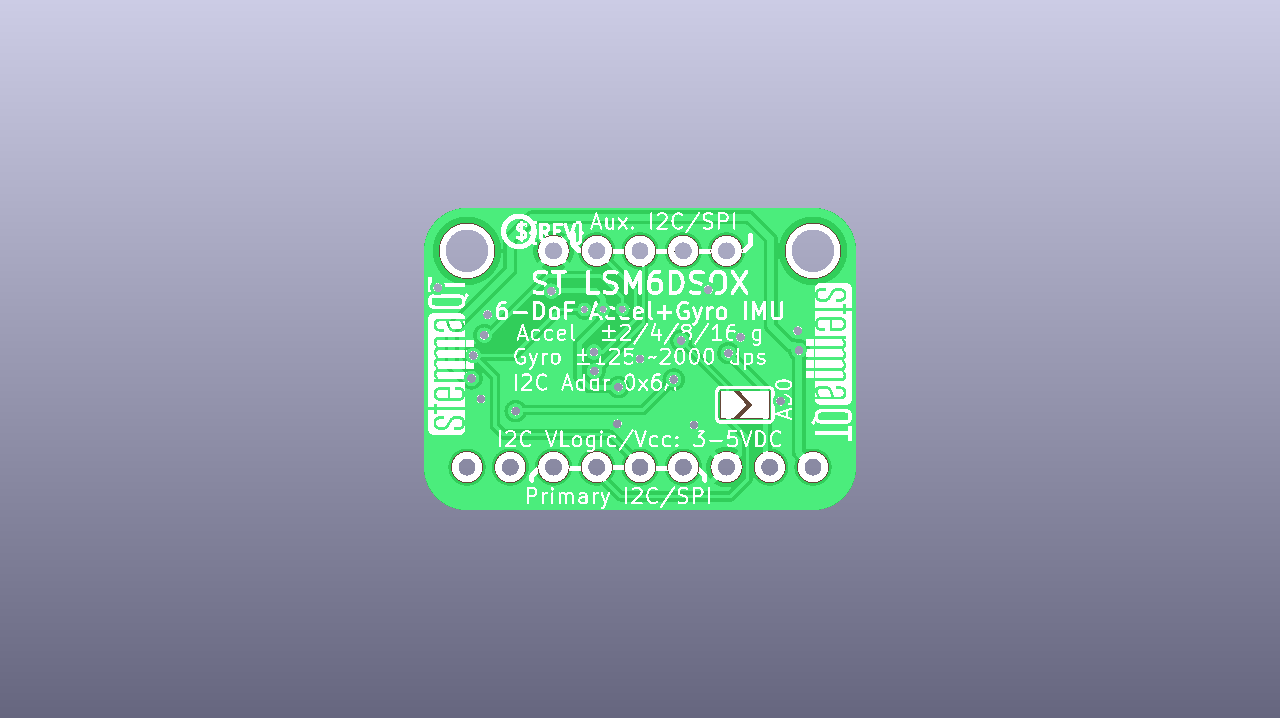 $[REV]
Aux. I2C/SPI
ST LSM6DSOX
6-DoF Accel+Gyro IMU
Accel ±2/4/8/16 g
Gyro ±125~2000 dps
I2C Addr 0x6A
AD0
I2C VLogic/Vcc: 3-5VDC
Primary I2C/SPI
stemmaQT
stemmaQT